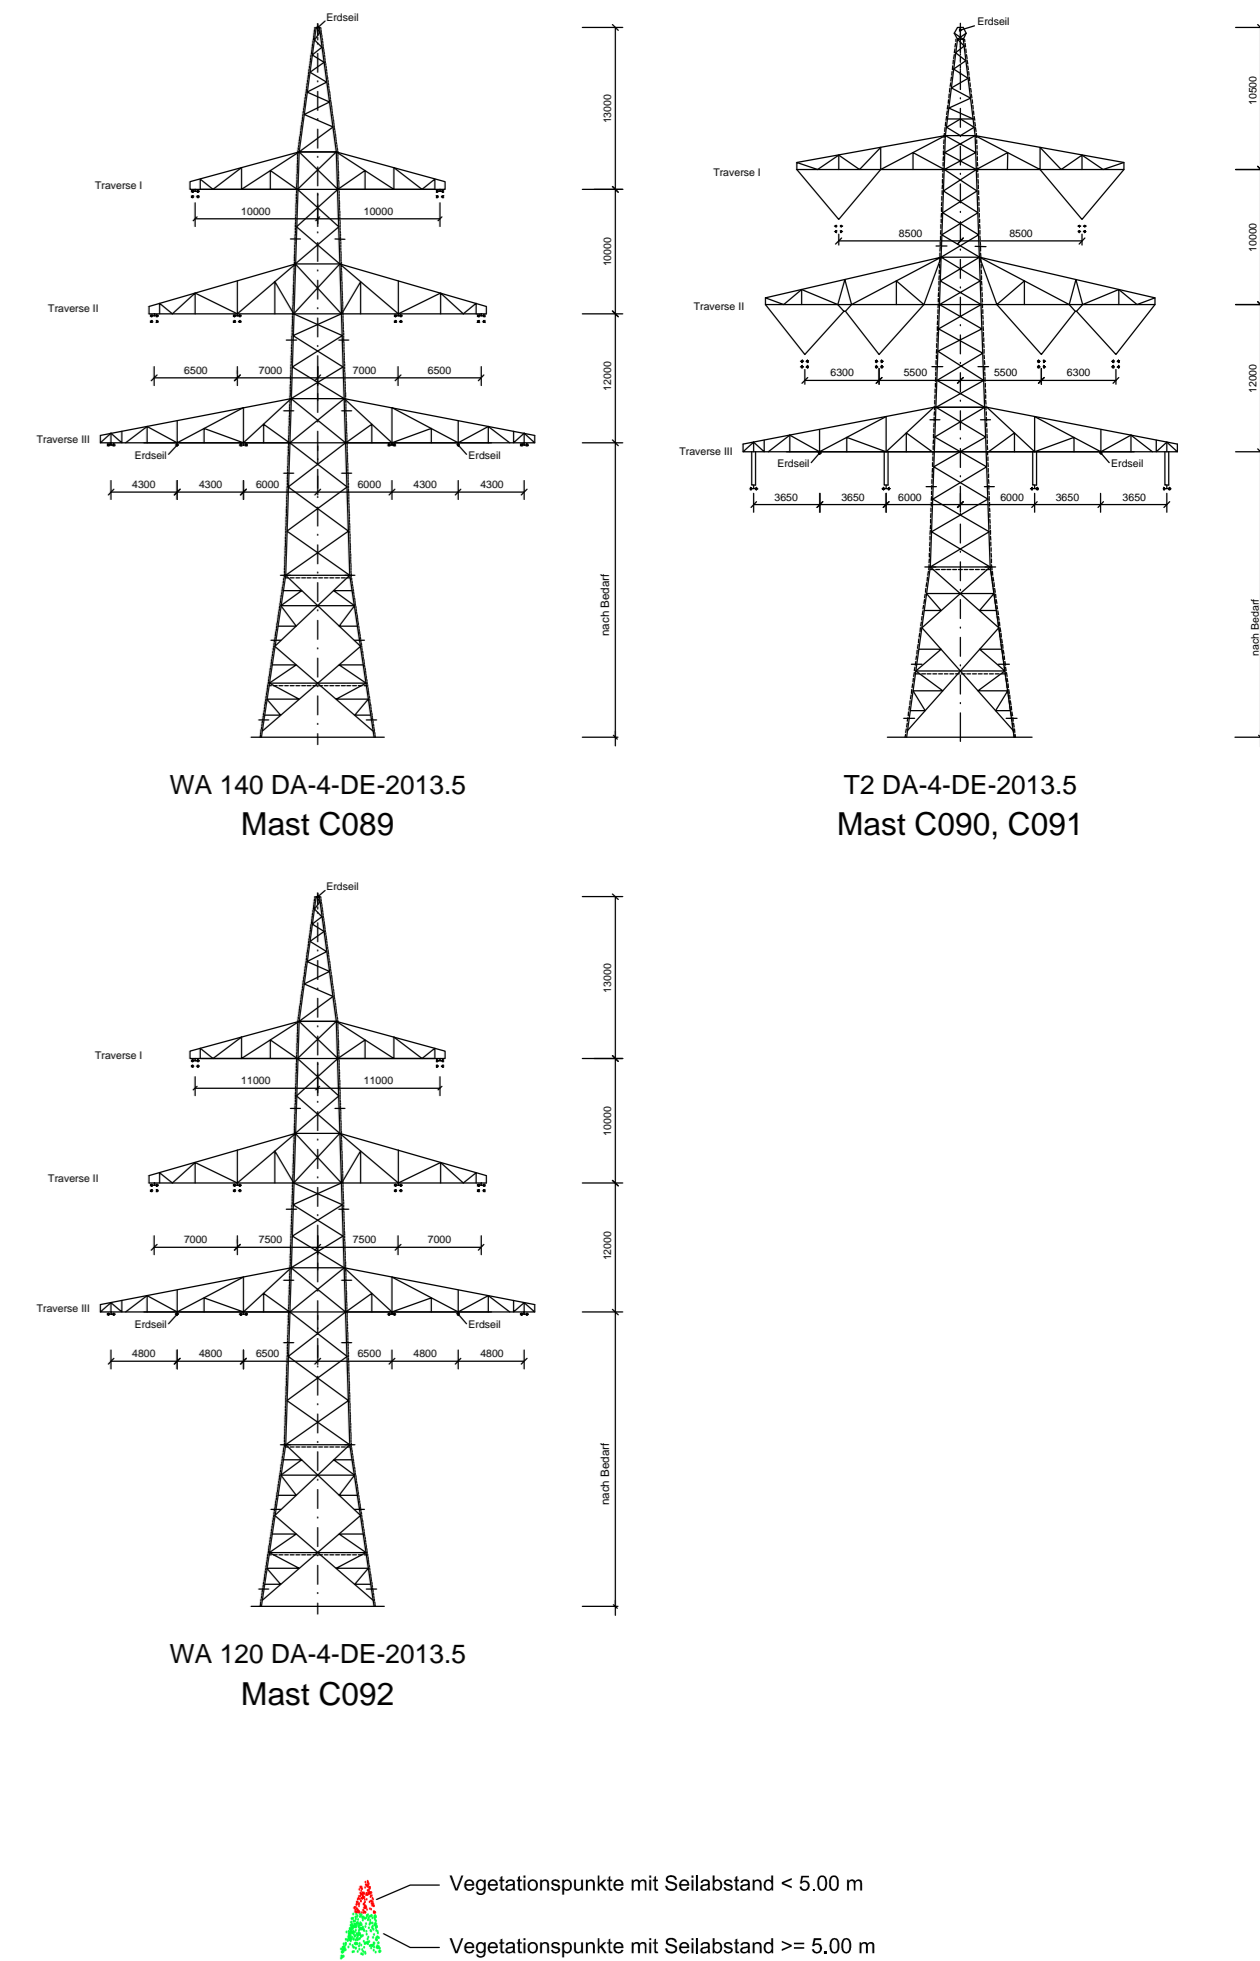 Erdseil
13000
Traverse I
10000 10000
10000
Traverse II
6500 7000 7000 6500
12000
Traverse III
Erdseil Erdseil
4300 4300 6000 6000 4300 4300
nach Bedarf
WA 140 DA-4-DE-2013.5
Mast C089
Erdseil
10500
Traverse I
8500 8500
10000
Traverse II
6300 5500 5500 6300
12000
Traverse III
Erdseil Erdseil
3650 3650 6000 6000 3650 3650
nach Bedarf
T2 DA-4-DE-2013.5
Mast C090, C091
Erdseil
13000
Traverse I
11000 11000
10000
Traverse II
7000 7500 7500 7000
12000
Traverse III
Erdseil Erdseil
4800 4800 6500 6500 4800 4800
nach Bedarf
WA 120 DA-4-DE-2013.5
Mast C092
Vegetationspunkte mit Seilabstand < 5.00 m
Vegetationspunkte mit Seilabstand >= 5.00 m